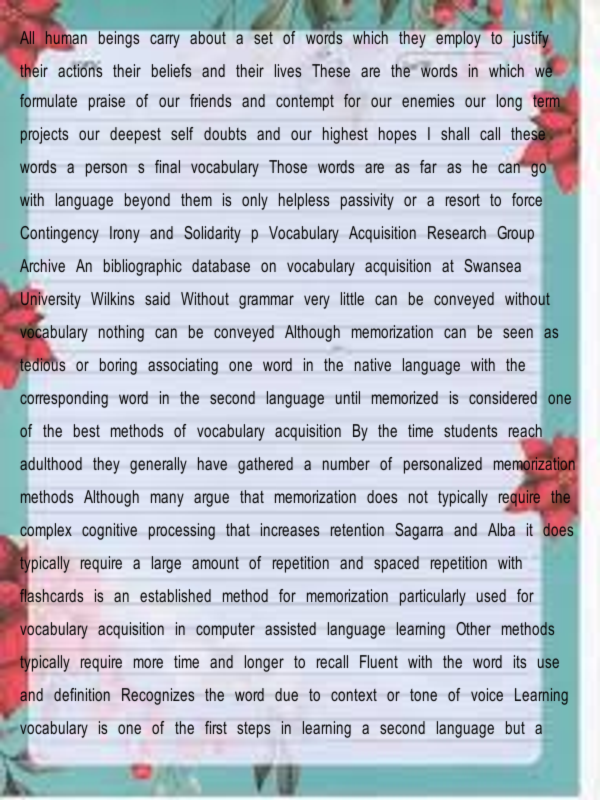 All human beings carry about a set of words which they employ to justify
their actions their beliefs and their lives These are the words in which we
formulate praise of our friends and contempt for our enemies our long term
projects our deepest self doubts and our highest hopes I shall call these
words a person s final vocabulary Those words are as far as he can go
with language beyond them is only helpless passivity or a resort to force
Contingency Irony and Solidarity p Vocabulary Acquisition Research Group
Archive An bibliographic database on vocabulary acquisition at Swansea
University Wilkins said Without grammar very little can be conveyed without
vocabulary nothing can be conveyed Although memorization can be seen as
tedious or boring associating one word in the native language with the
corresponding word in the second language until memorized is considered one
of the best methods of vocabulary acquisition By the time students reach
adulthood they generally have gathered a number of personalized memorization
methods Although many argue that memorization does not typically require the
complex cognitive processing that increases retention Sagarra and Alba it does
typically require a large amount of repetition and spaced repetition with
flashcards is an established method for memorization particularly used for
vocabulary acquisition in computer assisted language learning Other methods
typically require more time and longer to recall Fluent with the word its use
and definition Recognizes the word due to context or tone of voice Learning
vocabulary is one of the first steps in learning a second language but a